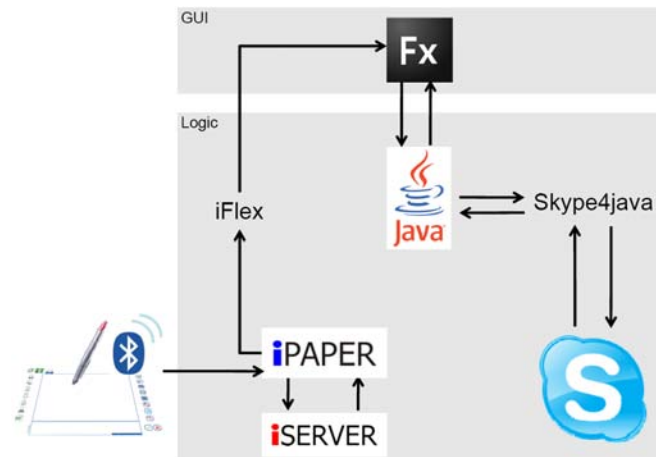 GUI
Fx
Logic
Java
iFlex
Skype4java
iPAPER
S
iSERVER